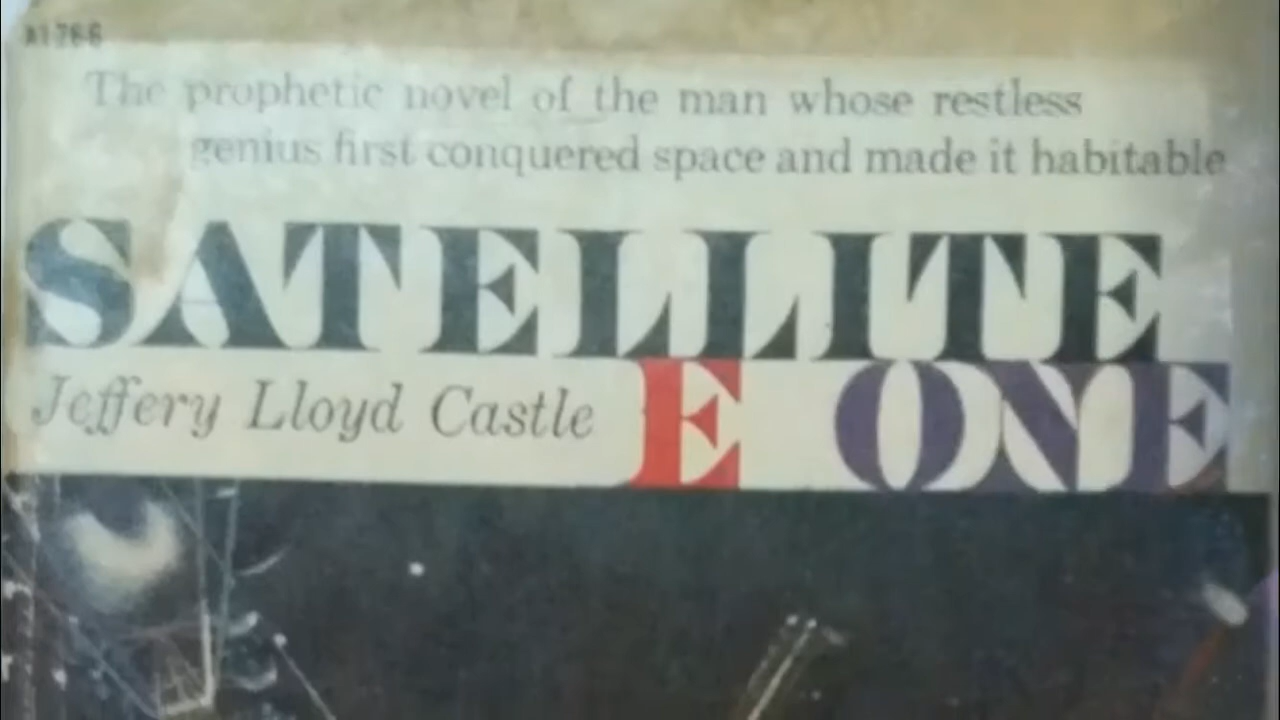 A1766
The prophetic novel of the man whose restless
genius first conquered space and made it habitable
SATELLITE
Jeffery Lloyd Castle E ONE